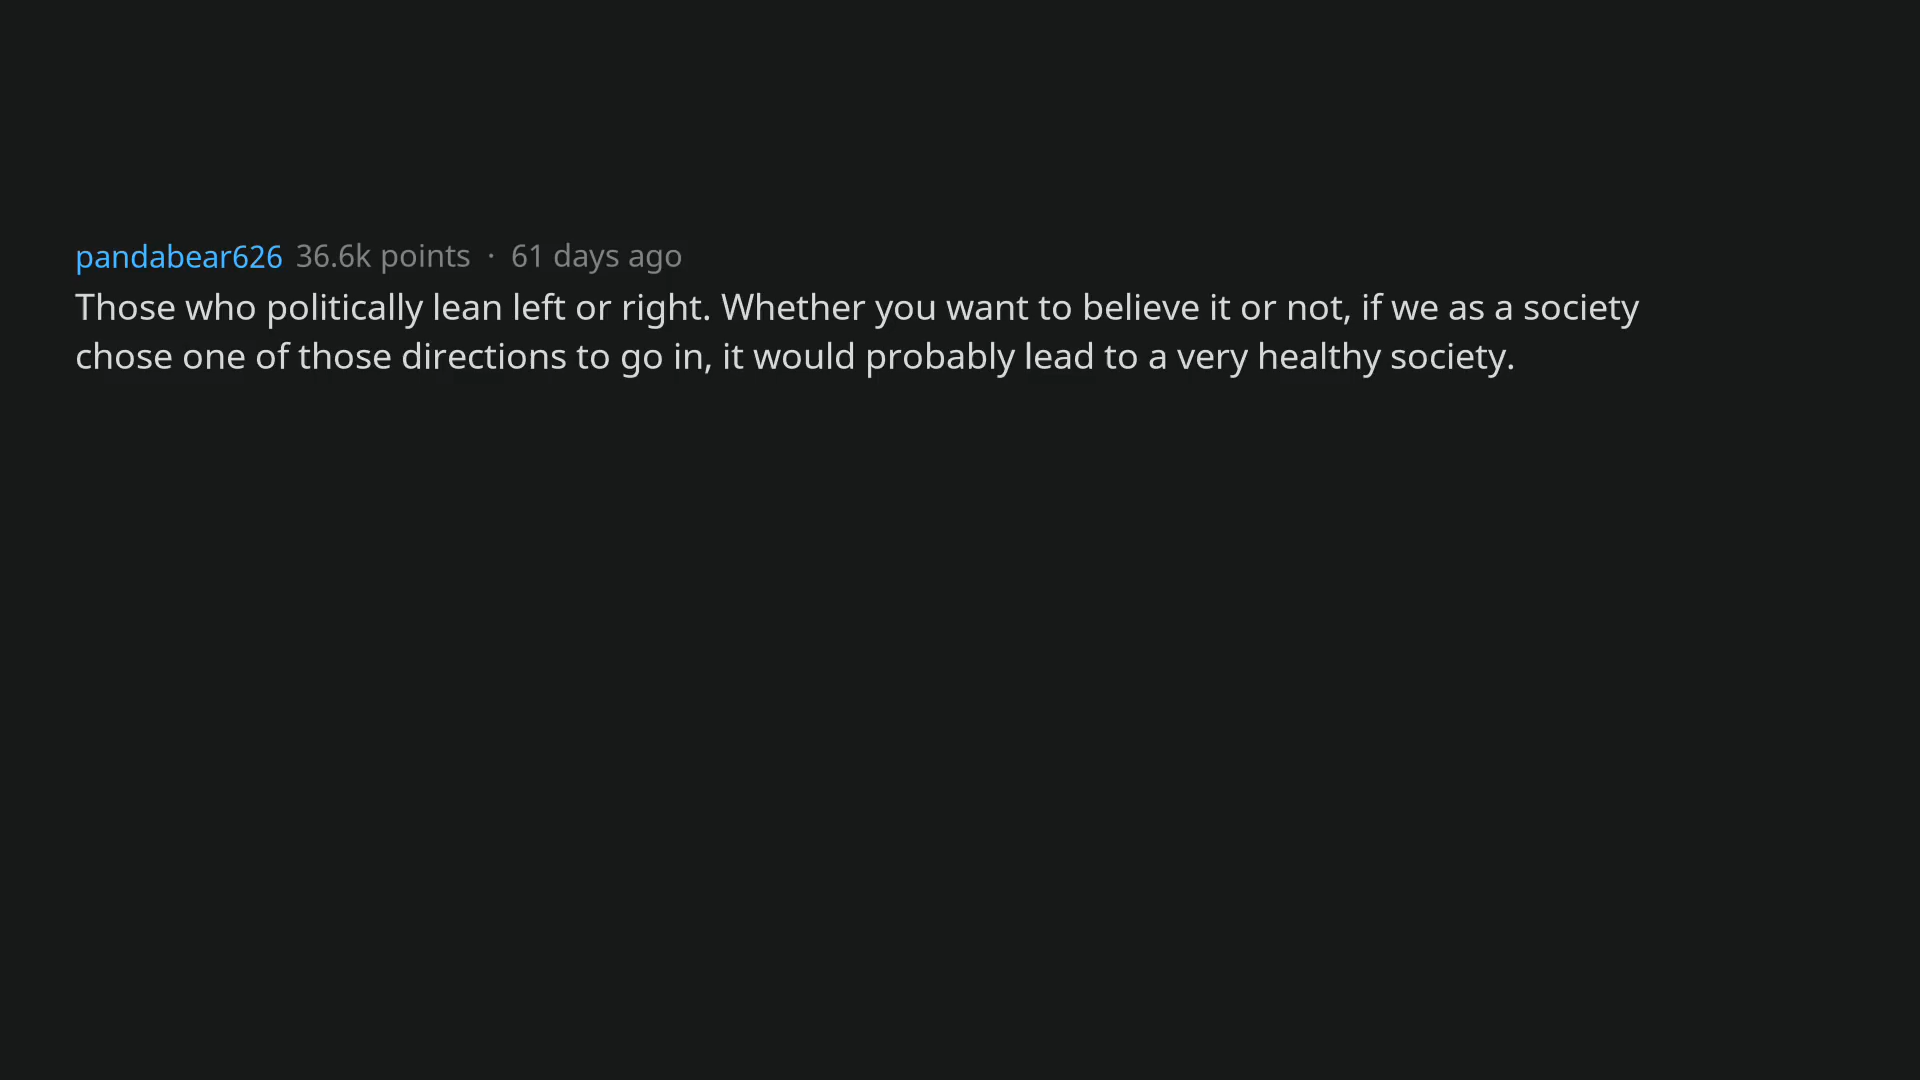 pandabear626 36.6k points · 61 days ago
Those who politically lean left or right. Whether you want to believe it or not, if we as a society
chose one of those directions to go in, it would probably lead to a very healthy society.